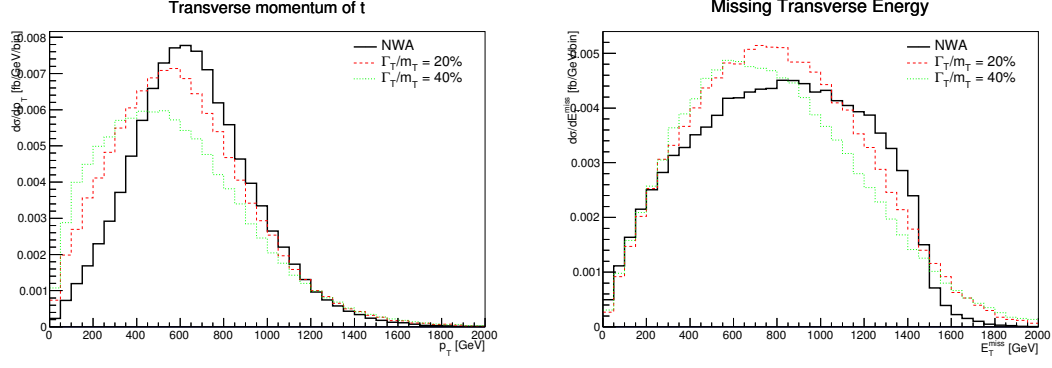 Transverse momentum of t
dσ/dp_T [fb/GeV/bin]
0.008
0.007
0.006
0.005
0.004
0.003
0.002
0.001
0
NWA
Γ_T/m_T = 20%
Γ_T/m_T = 40%
0 200 400 600 800 1000 1200 1400 1600 1800 2000
p_T [GeV]
Missing Transverse Energy
dσ/dE_T^miss [fb/GeV/bin]
0.005
0.004
0.003
0.002
0.001
0
NWA
Γ_T/m_T = 20%
Γ_T/m_T = 40%
0 200 400 600 800 1000 1200 1400 1600 1800 2000
E_T^miss [GeV]